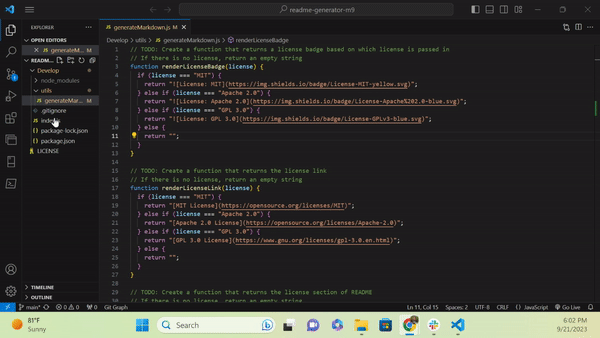 File Edit Selection View
readme-generator-m9
EXPLORER
OPEN EDITORS
generateMa... M
README...
Develop
node_modules
utils
generateMar... M
.gitignore
package-lock.json
package.json
LICENSE
TIMELINE
OUTLINE
generateMarkdown.js M
Develop > utils > generateMarkdown.js > renderLicenseBadge
1 // TODO: Create a function that returns a license badge based on which license is passed in
2 // If there is no license, return an empty string
3 function renderLicenseBadge(license) {
4 if (license === "MIT") {
5 return "![License: MIT](https://img.shields.io/badge/License-MIT-yellow.svg)";
6 } else if (license === "Apache 2.0") {
7 return "![License: Apache 2.0](https://img.shields.io/badge/License-Apache%202.0-blue.svg)";
8 } else if (license === "GPL 3.0") {
9 return "![License: GPL 3.0](https://img.shields.io/badge/License-GPLv3-blue.svg)";
10 } else {
11 return "";
12 }
13 }
14
15 // TODO: Create a function that returns the license link
16 // If there is no license, return an empty string
17 function renderLicenseLink(license) {
18 if (license === "MIT") {
19 return "[MIT License](https://opensource.org/licenses/MIT)";
20 } else if (license === "Apache 2.0") {
21 return "[Apache 2.0 License](https://opensource.org/licenses/Apache-2.0)";
22 } else if (license === "GPL 3.0") {
23 return "[GPL 3.0 License](https://www.gnu.org/licenses/gpl-3.0.en.html)";
24 } else {
25 return "";
26 }
27 }
28
29 // TODO: Create a function that returns the license section of README
30 // If there is no license, return an empty string
main*
0 0
0
Git Graph
Ln 11, Col 15
Spaces: 2
UTF-8
CRLF
{} JavaScript
Go Live
81°F
Sunny
Search
6:02 PM
9/21/2023